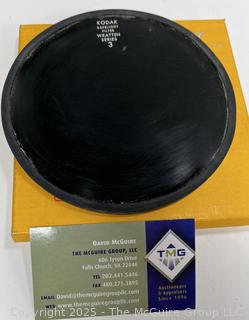 KODAK
SAFELIGHT
FILTER
WRATTEN
SERIES
3
DAVID MCGUIRE
THE MCGUIRE GROUP, LLC
606 Tyson Drive
Falls Church, VA 22046
TEL 202.441.5446
FAX 480.275.3895
EMAIL David@themcguiregroupllc.com
WEB www.themcguiregroupllc.com
TMG
Auctioneers
& Appraisers
Since 1996
Copyright 2025 - The McGuire Group, LLC